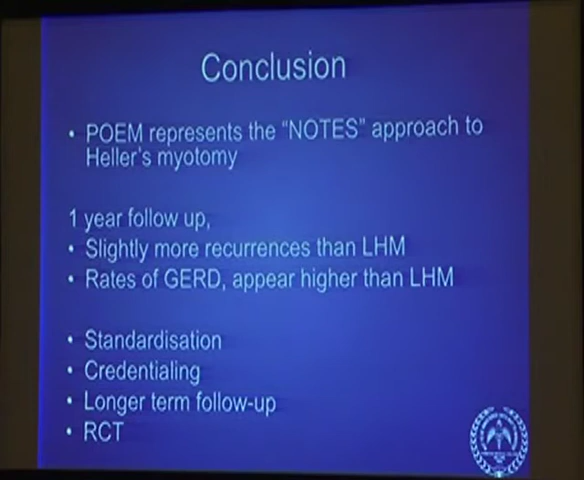 Conclusion
• POEM represents the “NOTES” approach to
Heller's myotomy
1 year follow up,
• Slightly more recurrences than LHM
• Rates of GERD, appear higher than LHM
• Standardisation
• Credentialing
• Longer term follow-up
• RCT